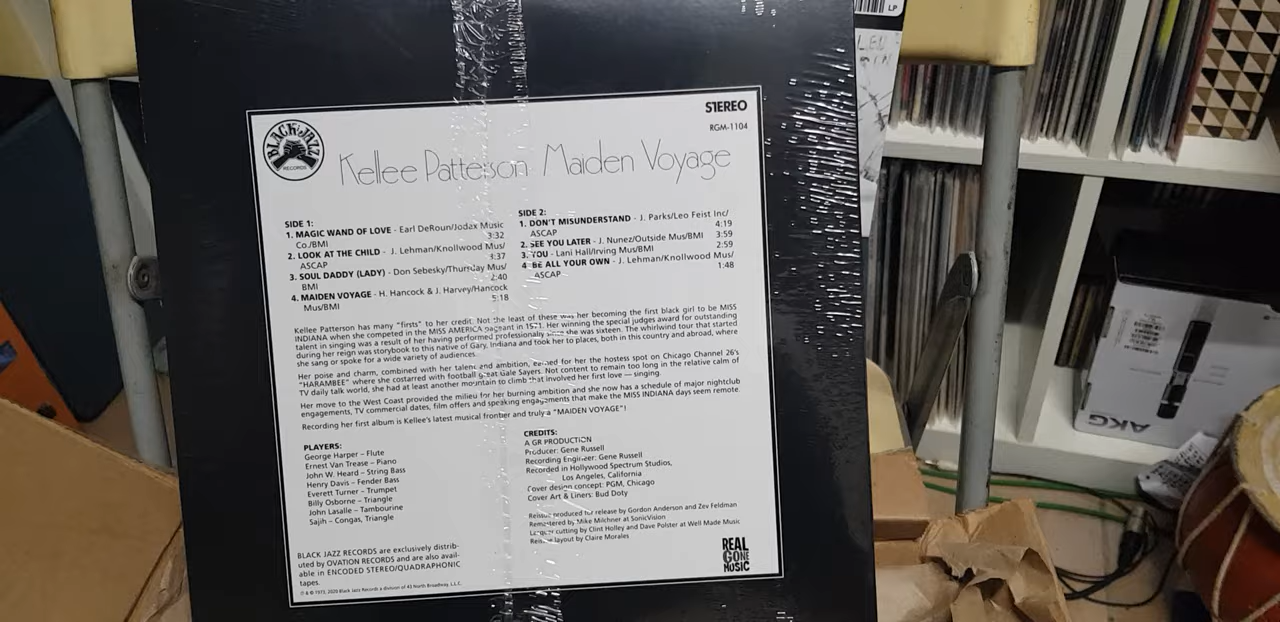 STEREO
RGM-1104
BLACK JAZZ
RECORDS
Kellee Patterson Maiden Voyage
SIDE 1:
1. MAGIC WAND OF LOVE - Earl DeRoun/Jodax Music
Co./BMI 3:32
2. LOOK AT THE CHILD - J. Lehman/Knollwood Mus/
ASCAP :37
3. SOUL DADDY (LADY) - Don Sebesky/Thursday Mus/
BMI 2:40
4. MAIDEN VOYAGE - H. Hancock & J. Harvey/Hancock
Mus/BMI 5:18
SIDE 2:
1. DON'T MISUNDERSTAND - J. Parks/Leo Feist Inc/
ASCAP 4:19
2. SEE YOU LATER - J. Nunez/Outside Mus/BMI 3:59
3. YOU - Lani Hall/Irving Mus/BMI 2:59
4 BE ALL YOUR OWN - J. Lehman/Knollwood Mus/
ASCAP 1:48
Kellee Patterson has many "firsts" to her credit. Not the least of these was her becoming the first black girl to be MISS
INDIANA when she competed in the MISS AMERICA pageant in 1971. Her winning the special judges award for outstanding
talent in singing was a result of her having performed professionally since she was sixteen. The whirlwind tour that started
during her reign was storybook to this native of Gary, Indiana and took her to places, both in this country and abroad, where
she sang or spoke for a wide variety of audiences.
Her poise and charm, combined with her talent and ambition, earned for her the hostess spot on Chicago Channel 26's
"HARAMBEE" where she costarred with football great Gale Sayers. Not content to remain too long in the relative calm of
TV daily talk world, she had at least another mountain to climb that involved her first love — singing.
Her move to the West Coast provided the milieu for her burning ambition and she now has a schedule of major nightclub
engagements, TV commercial dates, film offers and speaking engagements that make the MISS INDIANA days seem remote.
Recording her first album is Kellee's latest musical frontier and truly a "MAIDEN VOYAGE"!
PLAYERS:
George Harper – Flute
Ernest Van Trease – Piano
John W. Heard – String Bass
Henry Davis – Fender Bass
Everett Turner – Trumpet
Billy Osborne – Triangle
John Lasalle – Tambourine
Sajih – Congas, Triangle
CREDITS:
A GR PRODUCTION
Producer: Gene Russell
Recording Engineer: Gene Russell
Recorded in Hollywood Spectrum Studios,
Los Angeles, California
Cover design concept: PGM, Chicago
Cover Art & Liners: Bud Doty
Reissue produced for release by Gordon Anderson and Zev Feldman
Remastered by Mike Milchner at SonicVision
Lacquer cutting by Clint Holley and Dave Polster at Well Made Music
Reissue layout by Claire Morales
BLACK JAZZ RECORDS are exclusively distrib-
uted by OVATION RECORDS and are also avail-
able in ENCODED STEREO/QUADRAPHONIC
tapes.
℗ & © 1973, 2020 Black Jazz Records a division of 43 North Broadway, L.L.C.
REAL
GONE
MUSIC
LP
AKG